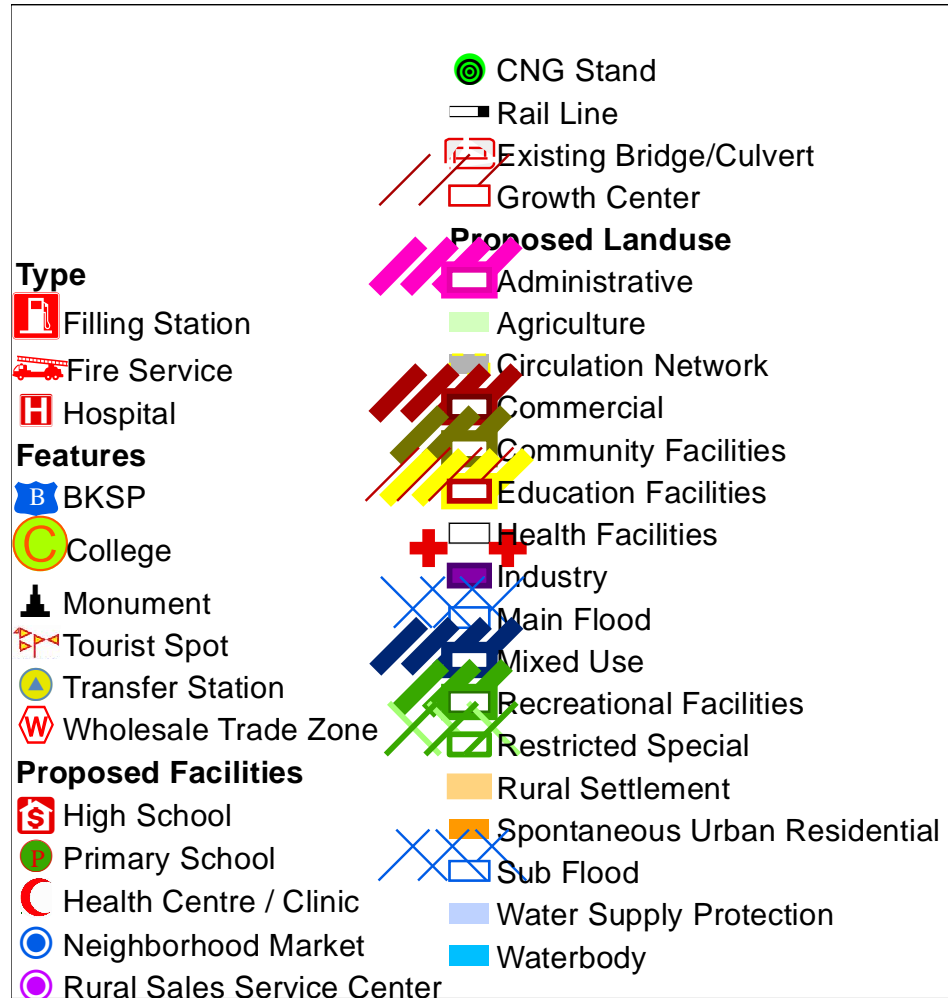 Type
Filling Station
Fire Service
H Hospital
Features
B BKSP
C College
Monument
Tourist Spot
Transfer Station
W Wholesale Trade Zone
Proposed Facilities
$ High School
P Primary School
Health Centre / Clinic
Neighborhood Market
Rural Sales Service Center
CNG Stand
Rail Line
Existing Bridge/Culvert
Growth Center
Proposed Landuse
Administrative
Agriculture
Circulation Network
Commercial
Community Facilities
Education Facilities
Health Facilities
Industry
Main Flood
Mixed Use
Recreational Facilities
Restricted Special
Rural Settlement
Spontaneous Urban Residential
Sub Flood
Water Supply Protection
Waterbody